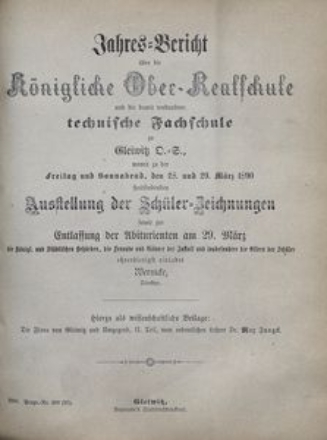 Jahres-Bericht
über die
Königliche Ober-Realschule
und die damit verbundene
technische Fachschule
zu
Gleiwitz O.-S.,
womit zu der
Freitag und Sonnabend, den 28. und 29. März 1890
stattfindenden
Ausstellung der Schüler-Zeichnungen
sowie zur
Entlassung der Abiturienten am 29. März
die Königl. und Städtischen Behörden, die Freunde und Gönner der Anstalt und insbesondere die Eltern der Schüler
ehrerbietigst einladet
Wernicke,
Direktor.
Hierzu als wissenschaftliche Beilage:
Die Flora von Gleiwitz und Umgegend, II. Teil, vom ordentlichen Lehrer Dr. Max
Gleiwitz,